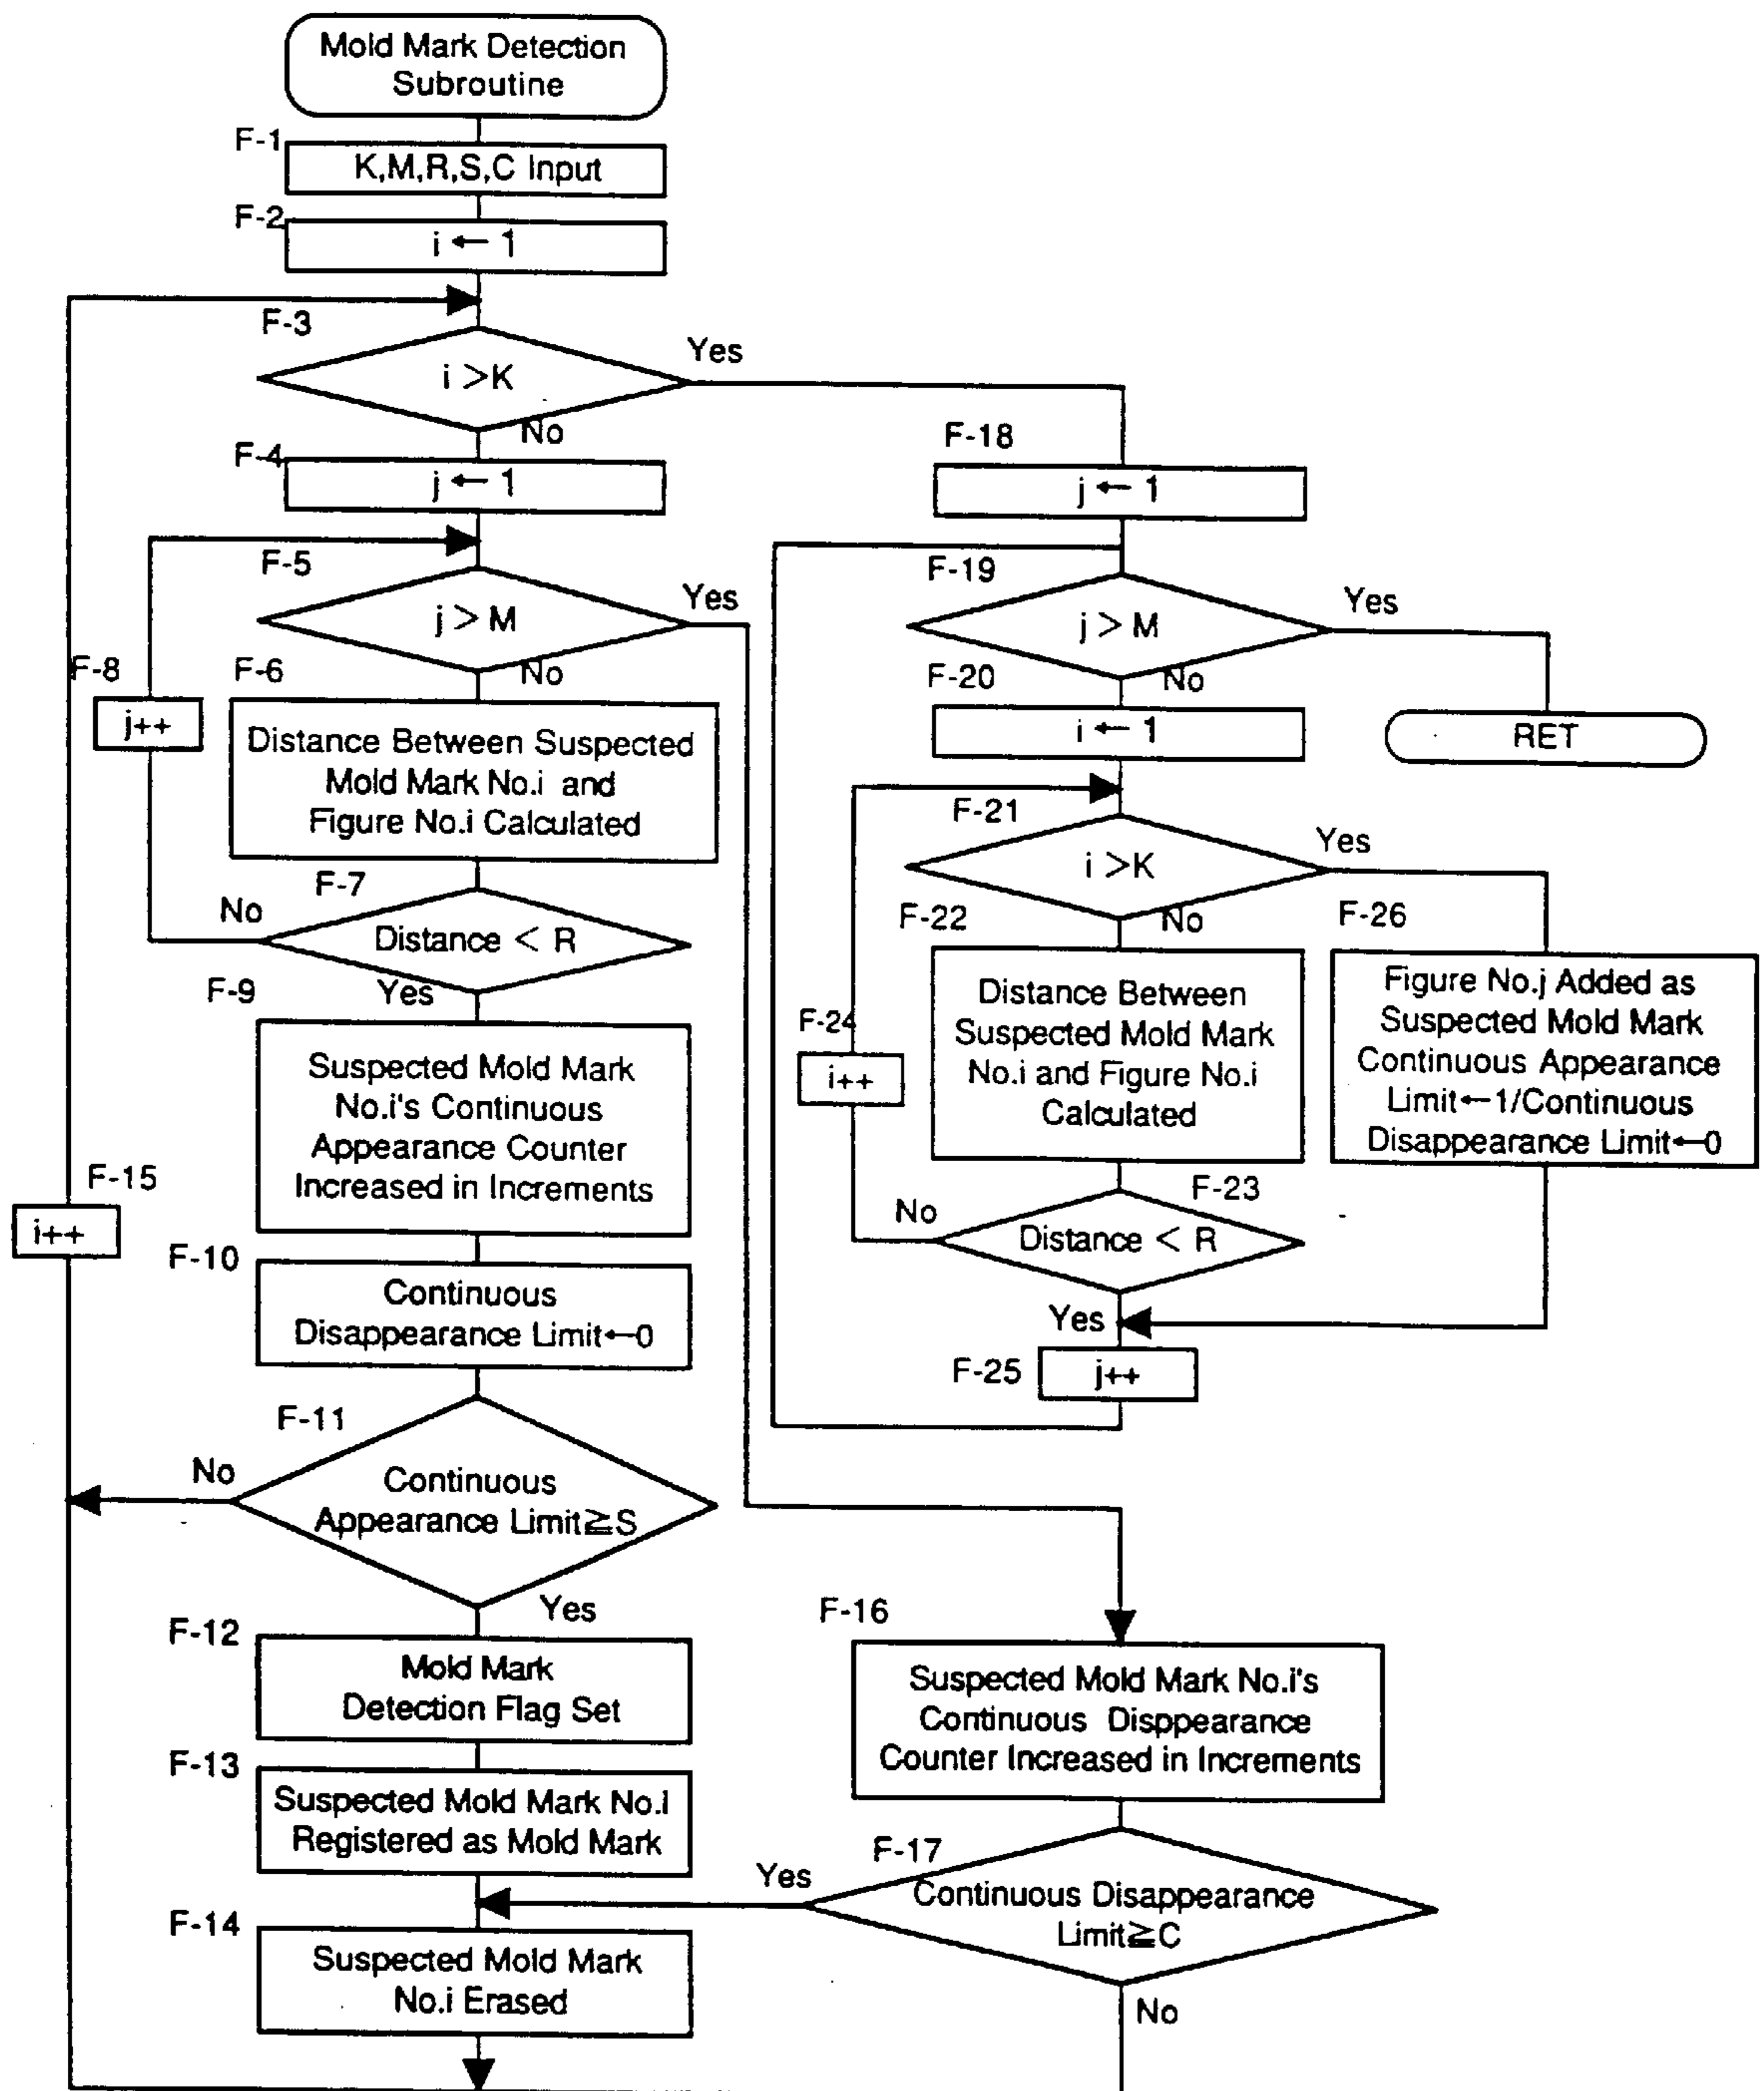 Mold Mark Detection
Subroutine
F-1
K,M,R,S,C Input
F-2
i ← 1
F-3
i >K
Yes
No
F-4
j ← 1
F-5
j > M
Yes
No
F-8
j++
F-6
Distance Between Suspected
Mold Mark No.i and
Figure No.i Calculated
F-7
No
Distance < R
Yes
F-9
Suspected Mold Mark
No.i's Continuous
Appearance Counter
Increased in Increments
F-15
i++
F-10
Continuous
Disappearance Limit←0
F-11
No
Continuous
Appearance Limit≧S
Yes
F-12
Mold Mark
Detection Flag Set
F-13
Suspected Mold Mark No.i
Registered as Mold Mark
F-14
Suspected Mold Mark
No.i Erased
F-18
j ← 1
F-19
j > M
Yes
No
RET
F-20
i ← 1
F-21
i >K
Yes
No
F-22
Distance Between
Suspected Mold Mark
No.i and Figure No.i
Calculated
F-24
i++
F-23
No
Distance < R
Yes
F-25
j++
F-26
Figure No.j Added as
Suspected Mold Mark
Continuous Appearance
Limit←1/Continuous
Disappearance Limit←0
F-16
Suspected Mold Mark No.i's
Continuous Disppearance
Counter Increased in Increments
F-17
Yes
Continuous Disappearance
Limit≧C
No